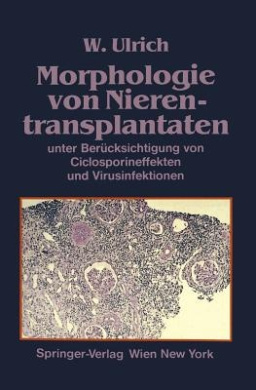 W. Ulrich
Morphologie
von Nieren-
transplantaten
unter Berücksichtigung von
Ciclosporineffekten
und Virusinfektionen
Springer-Verlag Wien New York